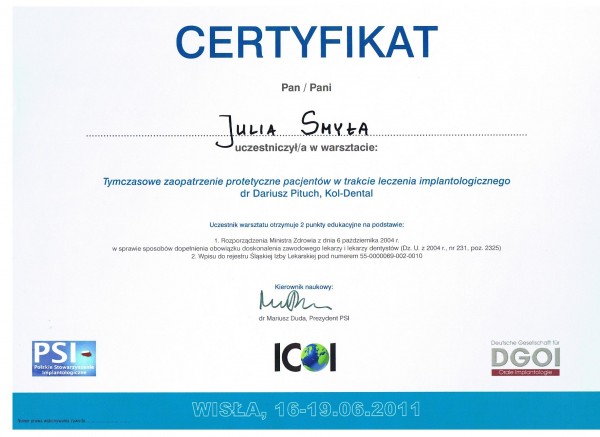 CERTYFIKAT
Pan / Pani
JULIA SMYŁA
uczestniczył/a w warsztacie:
Tymczasowe zaopatrzenie protetyczne pacjentów w trakcie leczenia implantologicznego
dr Dariusz Pituch, Kol-Dental
Uczestnik warsztatu otrzymuje 2 punkty edukacyjne na podstawie:
1. Rozporządzenia Ministra Zdrowia z dnia 6 października 2004 r.
w sprawie sposobów dopełnienia obowiązku doskonalenia zawodowego lekarzy i lekarzy dentystów (Dz. U. z 2004 r., nr 231, poz. 2325)
2. Wpisu do rejestru Śląskiej Izby Lekarskiej pod numerem 55-0000069-002-0010
Kierownik naukowy:
dr Mariusz Duda, Prezydent PSI
PSI
Polskie Stowarzyszenie
Implantologiczne
ICOI
Deutsche Gesellschaft für
DGOI
Orale Implantologie
WISŁA, 16-19.06.2011